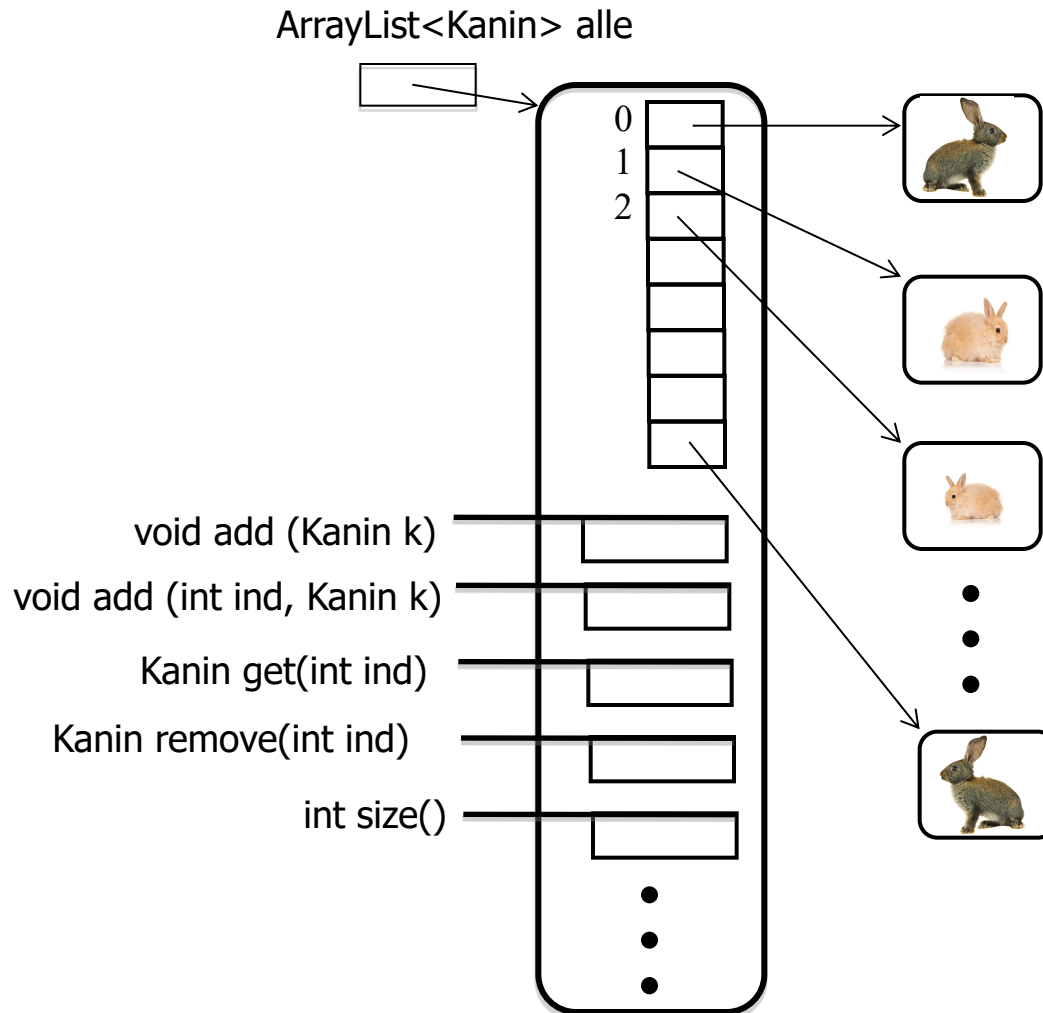 ArrayList<Kanin> alle
0
1
2
void add (Kanin k)
void add (int ind, Kanin k)
Kanin get(int ind)
Kanin remove(int ind)
int size()